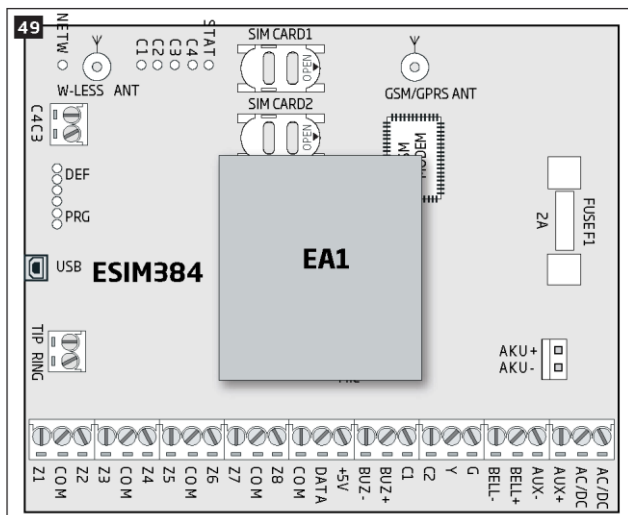 49
NETW
C1
C2
C3
C4
STAT
SIM CARD1
OPEN
W-LESS ANT
GSM/GPRS ANT
SIM CARD2
OPEN
C4 C3
DEF
PRG
USB
ESIM384
EA1
FUSE F1
2A
TIP RING
AKU+
AKU-
Z1
COM
Z2
Z3
COM
Z4
Z5
COM
Z6
Z7
COM
Z8
COM
DATA
+5V
BUZ-
BUZ+
C1
C2
Y
G
BELL-
BELL+
AUX-
AUX+
AC/DC
AC/DC